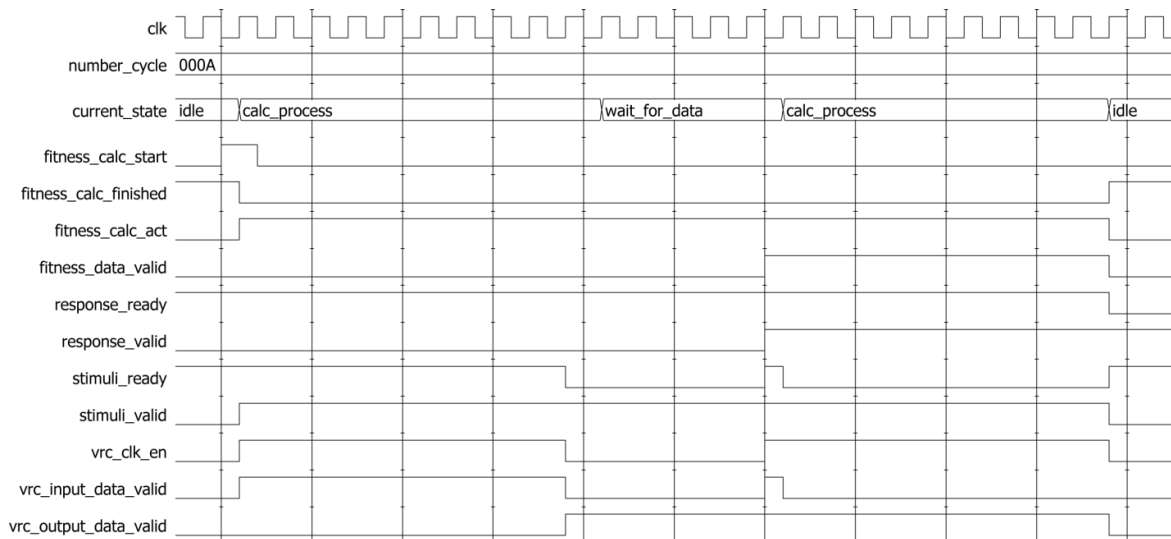 clk
number_cycle 000A
current_state idle calc_process wait_for_data calc_process idle
fitness_calc_start
fitness_calc_finished
fitness_calc_act
fitness_data_valid
response_ready
response_valid
stimuli_ready
stimuli_valid
vrc_clk_en
vrc_input_data_valid
vrc_output_data_valid